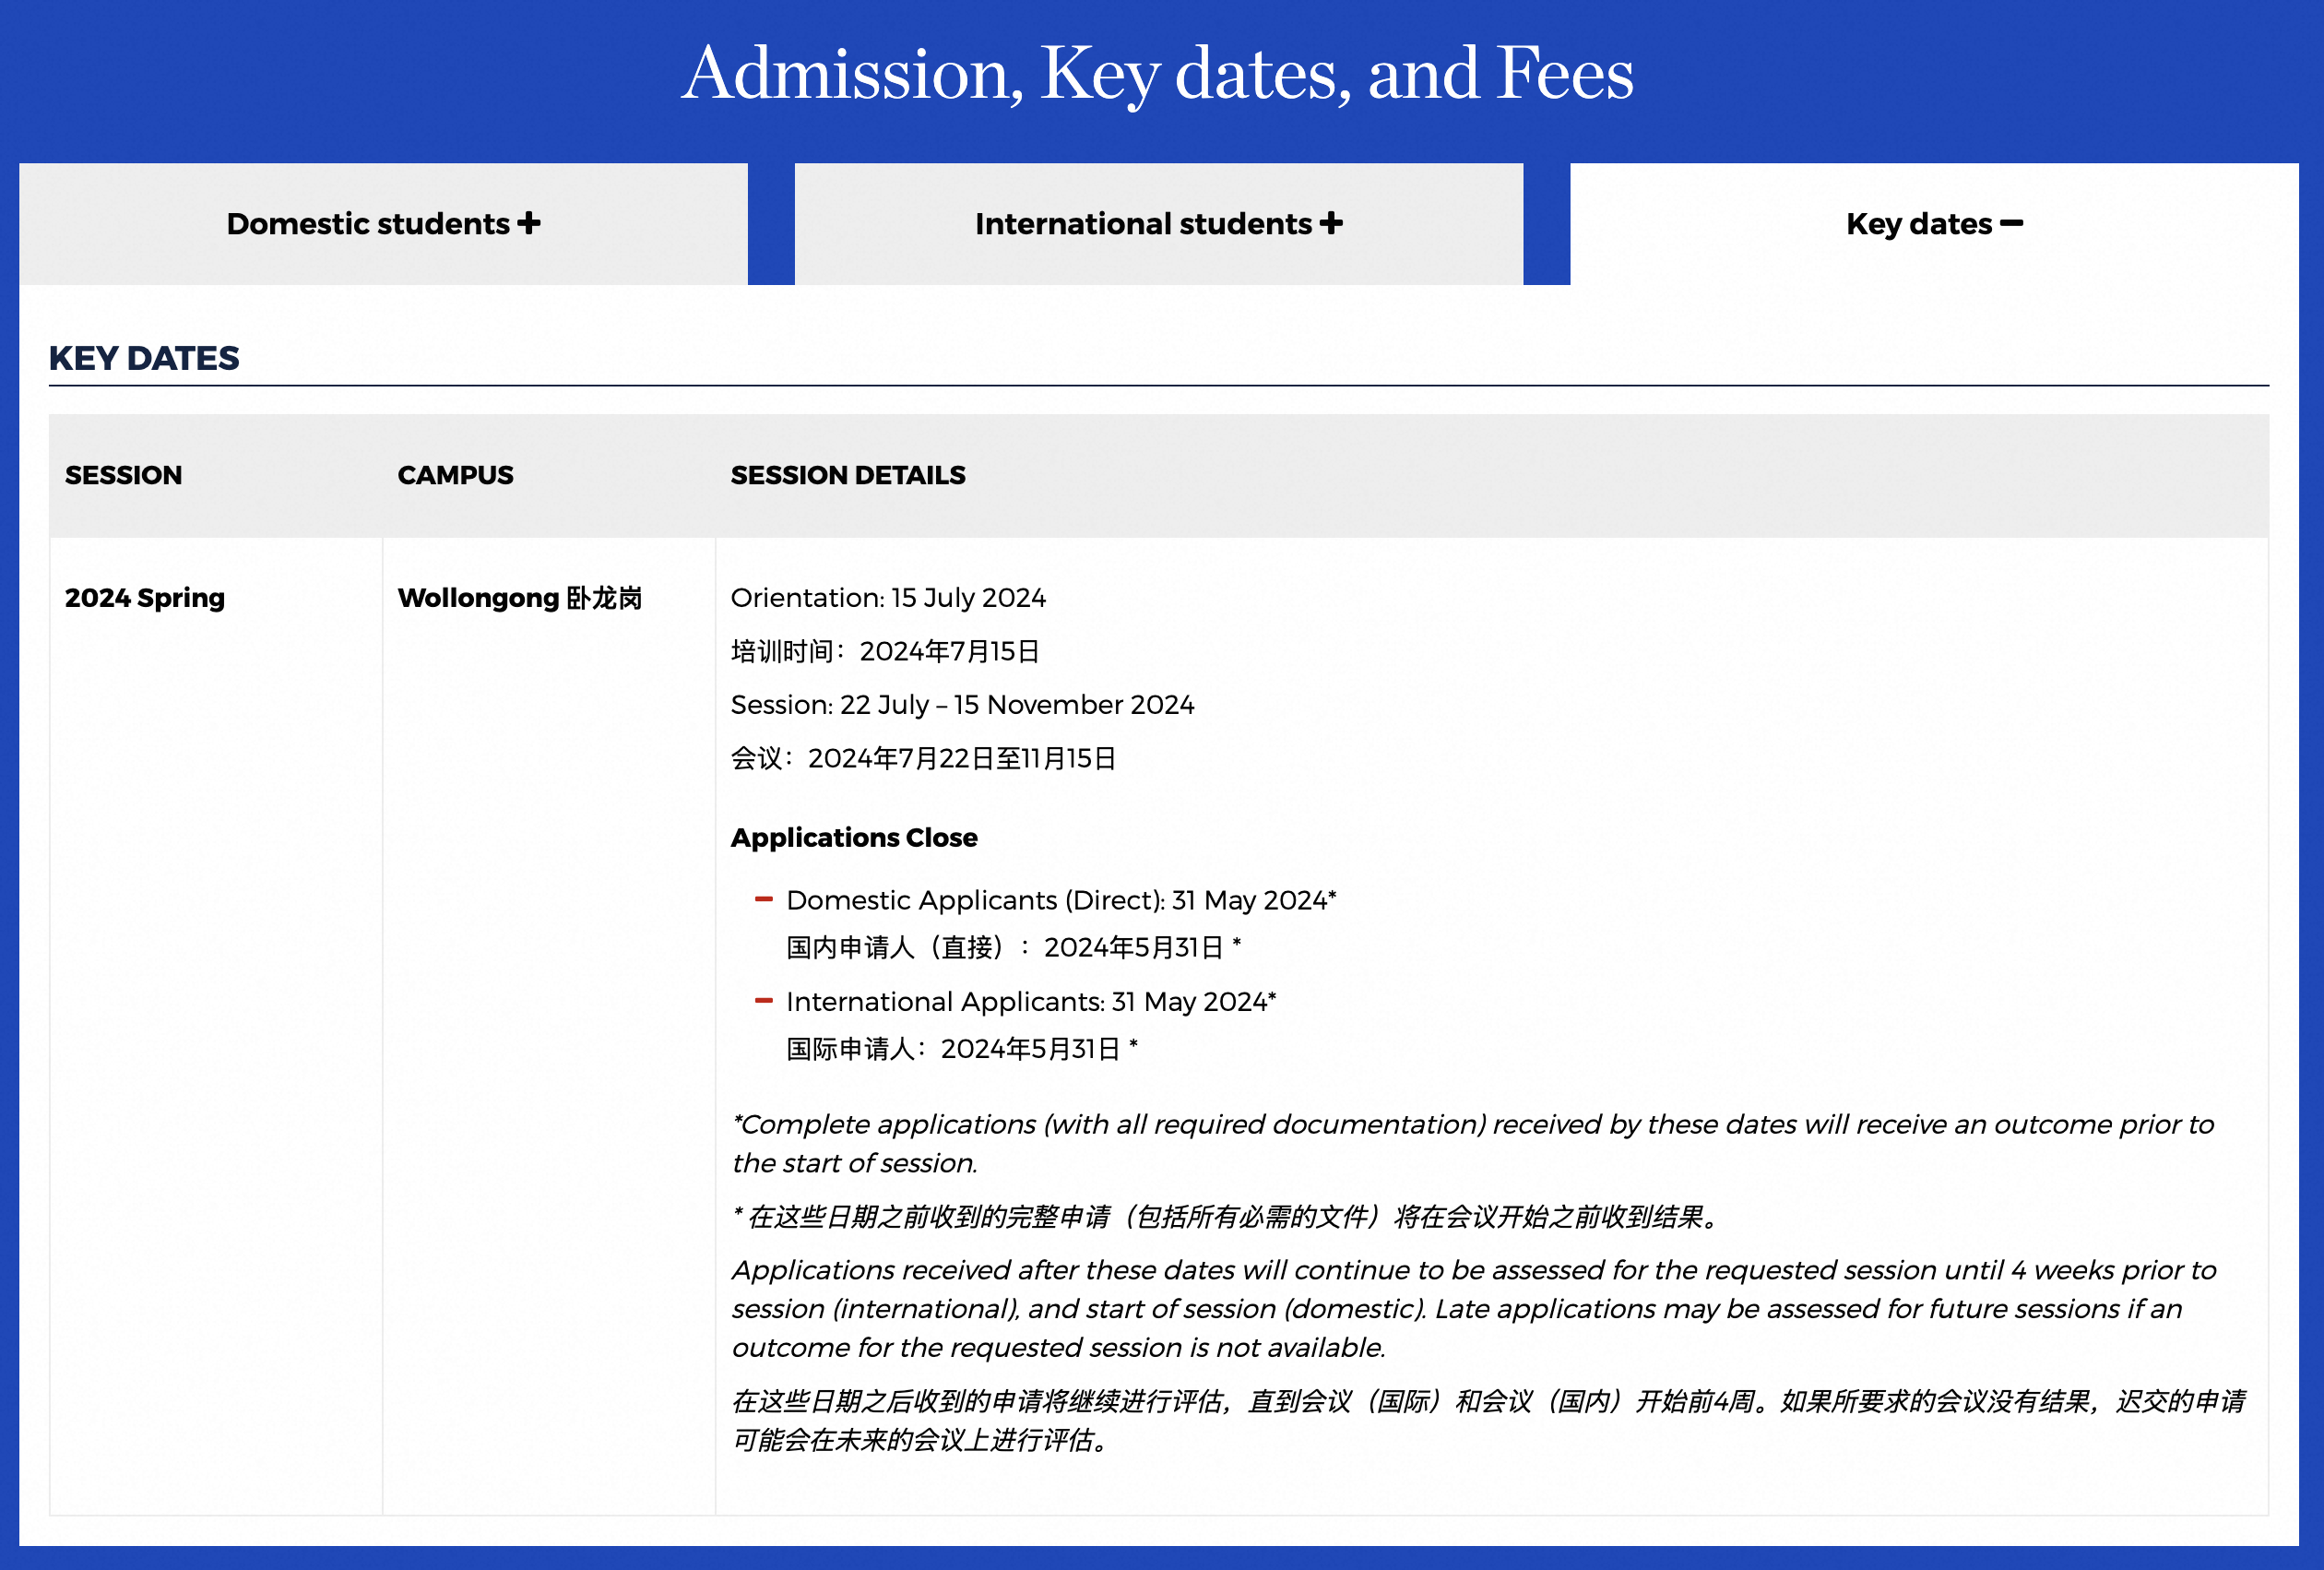 Admission, Key dates, and Fees
Domestic students +
International students +
Key dates −
KEY DATES
SESSION
CAMPUS
SESSION DETAILS
2024 Spring
Wollongong 卧龙岗
Orientation: 15 July 2024
培训时间：2024年7月15日
Session: 22 July – 15 November 2024
会议：2024年7月22日至11月15日
Applications Close
Domestic Applicants (Direct): 31 May 2024*
国内申请人（直接）：2024年5月31日 *
International Applicants: 31 May 2024*
国际申请人：2024年5月31日 *
*Complete applications (with all required documentation) received by these dates will receive an outcome prior to
the start of session.
* 在这些日期之前收到的完整申请（包括所有必需的文件）将在会议开始之前收到结果。
Applications received after these dates will continue to be assessed for the requested session until 4 weeks prior to
session (international), and start of session (domestic). Late applications may be assessed for future sessions if an
outcome for the requested session is not available.
在这些日期之后收到的申请将继续进行评估，直到会议（国际）和会议（国内）开始前4周。如果所要求的会议没有结果，迟交的申请
可能会在未来的会议上进行评估。